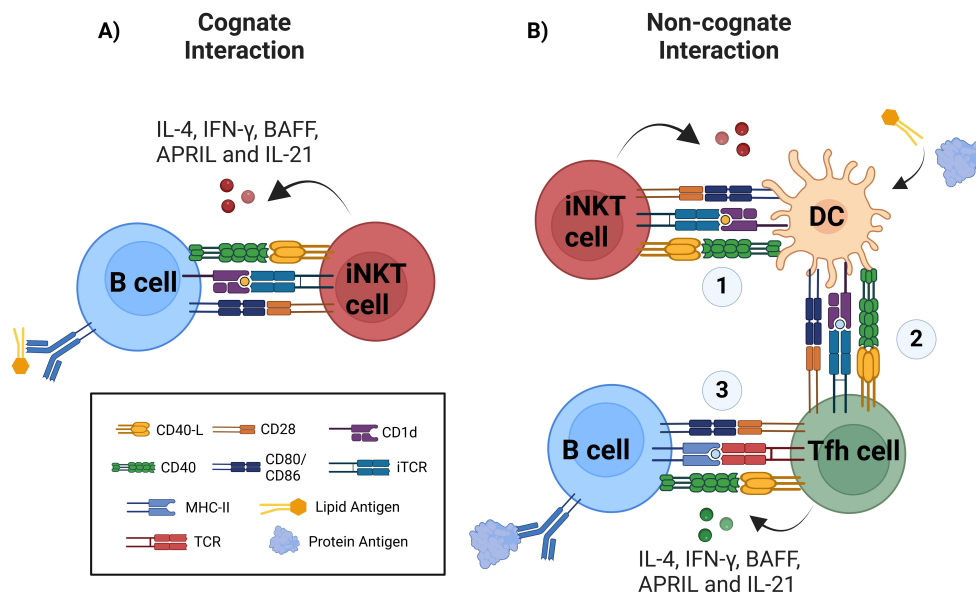 A)
Cognate
Interaction
IL-4, IFN-γ, BAFF,
APRIL and IL-21
B cell
iNKT
cell
CD40-L
CD28
CD1d
CD40
CD80/
CD86
iTCR
MHC-II
Lipid Antigen
TCR
Protein Antigen
B)
Non-cognate
Interaction
iNKT
cell
DC
1
2
3
B cell
Tfh cell
IL-4, IFN-γ, BAFF,
APRIL and IL-21